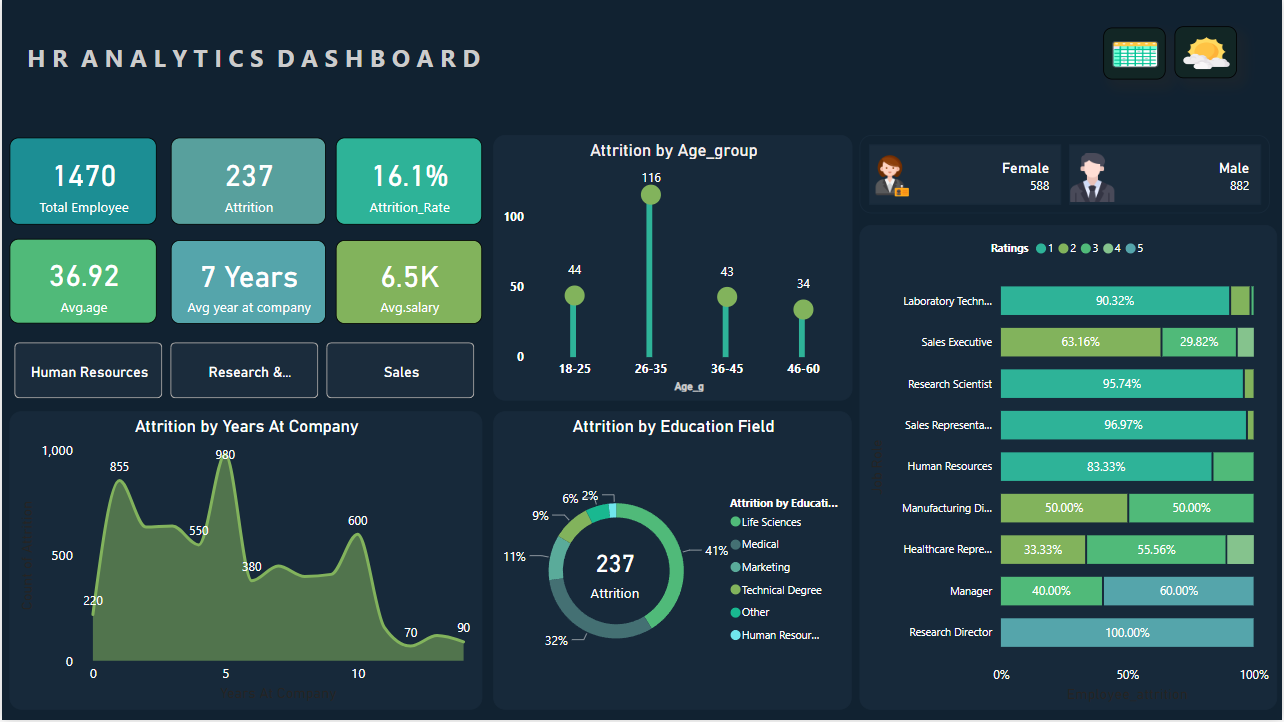 HR ANALYTICS DASHBOARD
1470
Total Employee
237
Attrition
16.1%
Attrition_Rate
36.92
Avg.age
7 Years
Avg year at company
6.5K
Avg.salary
Human Resources
Research &...
Sales
Attrition by Age_group
116
100
44
43
50
34
0
18-25
26-35
36-45
46-60
Age_g
Female
588
Male
882
Ratings
1
2
3
4
5
Laboratory Techn...
90.32%
Sales Executive
63.16%
29.82%
Research Scientist
95.74%
Sales Representa...
96.97%
Human Resources
83.33%
Manufacturing Di...
50.00%
50.00%
Healthcare Repre...
33.33%
55.56%
Manager
40.00%
60.00%
Research Director
100.00%
0%
50%
100%
Attrition by Years At Company
1,000
980
855
550
600
500
380
220
70
90
0
0
5
10
Attrition by Education Field
6%
2%
9%
11%
41%
32%
237
Attrition
Attrition by Educati...
Life Sciences
Medical
Marketing
Technical Degree
Other
Human Resour...